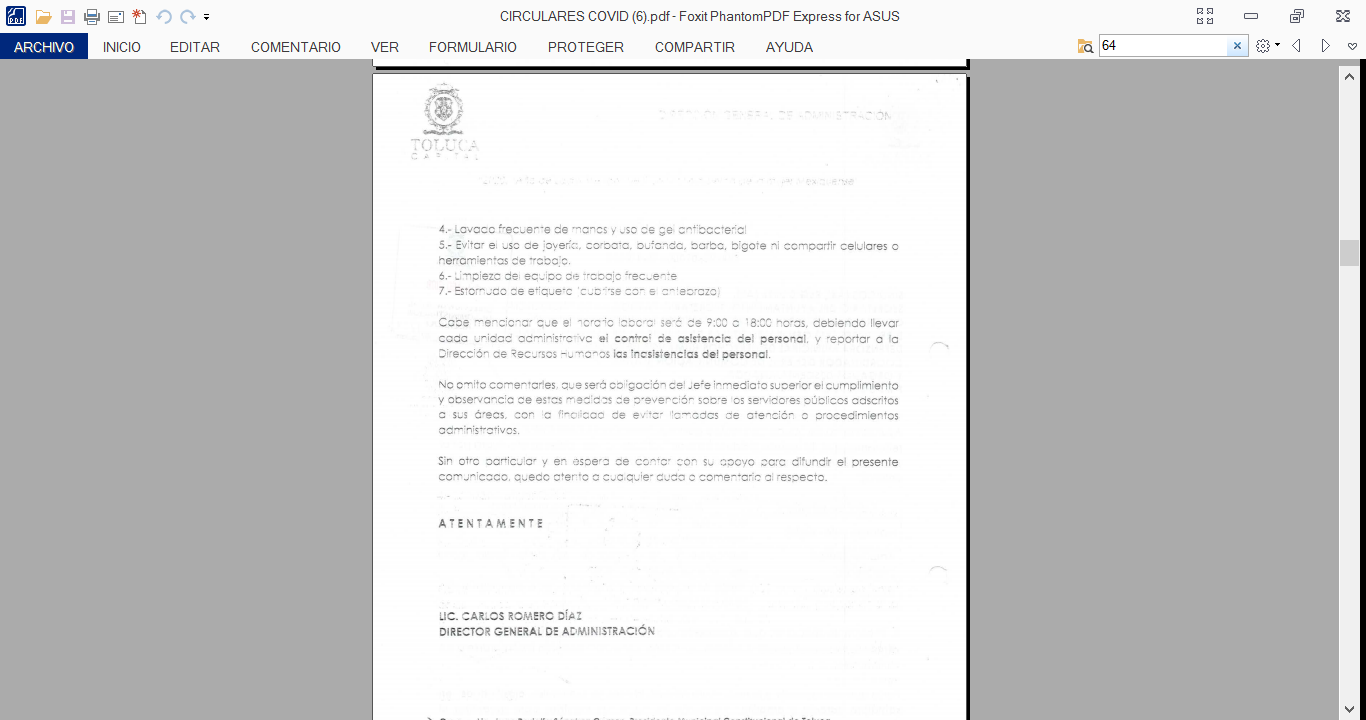 CIRCULARES COVID (6).pdf - Foxit PhantomPDF Express for ASUS
ARCHIVO INICIO EDITAR COMENTARIO VER FORMULARIO PROTEGER COMPARTIR AYUDA
64
DIRECCIÓN GENERAL DE ADMINISTRACIÓN
TOLUCA
CAPITAL
4.- Lavado frecuente de manos y uso de gel antibacterial
5.- Evitar el uso de joyería, corbata, bufanda, barba, bigote ni compartir celulares o
herramientas de trabajo.
6.- Limpieza del equipo de trabajo frecuente
7.- Estornudo de etiqueta (cubrirse con el antebrazo)
Cabe mencionar que el horario laboral será de 9:00 a 18:00 horas, debiendo llevar
cada unidad administrativa el control de asistencia del personal, y reportar a la
Dirección de Recursos Humanos las inasistencias del personal.
No omito comentarles, que será obligación del Jefe inmediato superior el cumplimiento
y observancia de estas medidas de prevención sobre los servidores públicos adscritos
a sus áreas, con la finalidad de evitar llamadas de atención o procedimientos
administrativos.
Sin otro particular y en espera de contar con su apoyo para difundir el presente
comunicado, quedo atento a cualquier duda o comentario al respecto.
ATENTAMENTE
LIC. CARLOS ROMERO DÍAZ
DIRECTOR GENERAL DE ADMINISTRACIÓN